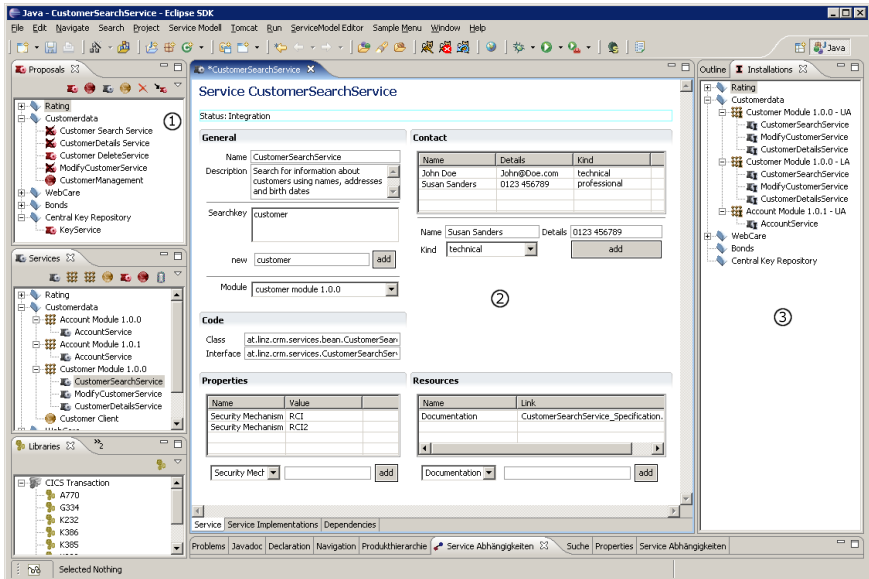 Java - CustomerSearchService - Eclipse SDK
File Edit Navigate Search Project Service Modell Tomcat Run ServiceModel Editor Sample Menu Window Help
Java
Proposals
Rating
Customerdata
Customer Search Service
CustomerDetails Service
Customer DeleteService
ModifyCustomerService
CustomerManagement
WebCare
Bonds
Central Key Repository
KeyService
①
Services
Rating
Customerdata
Account Module 1.0.0
AccountService
Account Module 1.0.1
AccountService
Customer Module 1.0.0
CustomerSearchService
ModifyCustomerService
CustomerDetailsService
Customer Client
Libraries
2
CICS Transaction
A770
G334
K232
K386
K385
*CustomerSearchService
Service CustomerSearchService
Status: Integration
General
Name CustomerSearchService
Description Search for information about
customers using names, addresses
and birth dates
Searchkey customer
new customer add
Module customer module 1.0.0
Code
Class at.linz.crm.services.bean.CustomerSear
Interface at.linz.crm.services.CustomerSearchSer
Properties
Name Value
Security Mechanism RCI
Security Mechanism RCI2
Security Mech add
Contact
Name Details Kind
John Doe John@Doe.com technical
Susan Sanders 0123 456789 professional
Name Susan Sanders Details 0123 456789
Kind technical add
②
Resources
Name Link
Documentation CustomerSearchService_Specification.
Documentation add
Service Service Implementations Dependencies
Problems Javadoc Declaration Navigation Produkthierarchie Service Abhängigkeiten Suche Properties Service Abhängigkeiten
Outline Installations
Rating
Customerdata
Customer Module 1.0.0 - UA
CustomerSearchService
ModifyCustomerService
CustomerDetailsService
Customer Module 1.0.0 - LA
CustomerSearchService
ModifyCustomerService
CustomerDetailsService
Account Module 1.0.1 - UA
AccountService
WebCare
Bonds
Central Key Repository
③
Selected Nothing